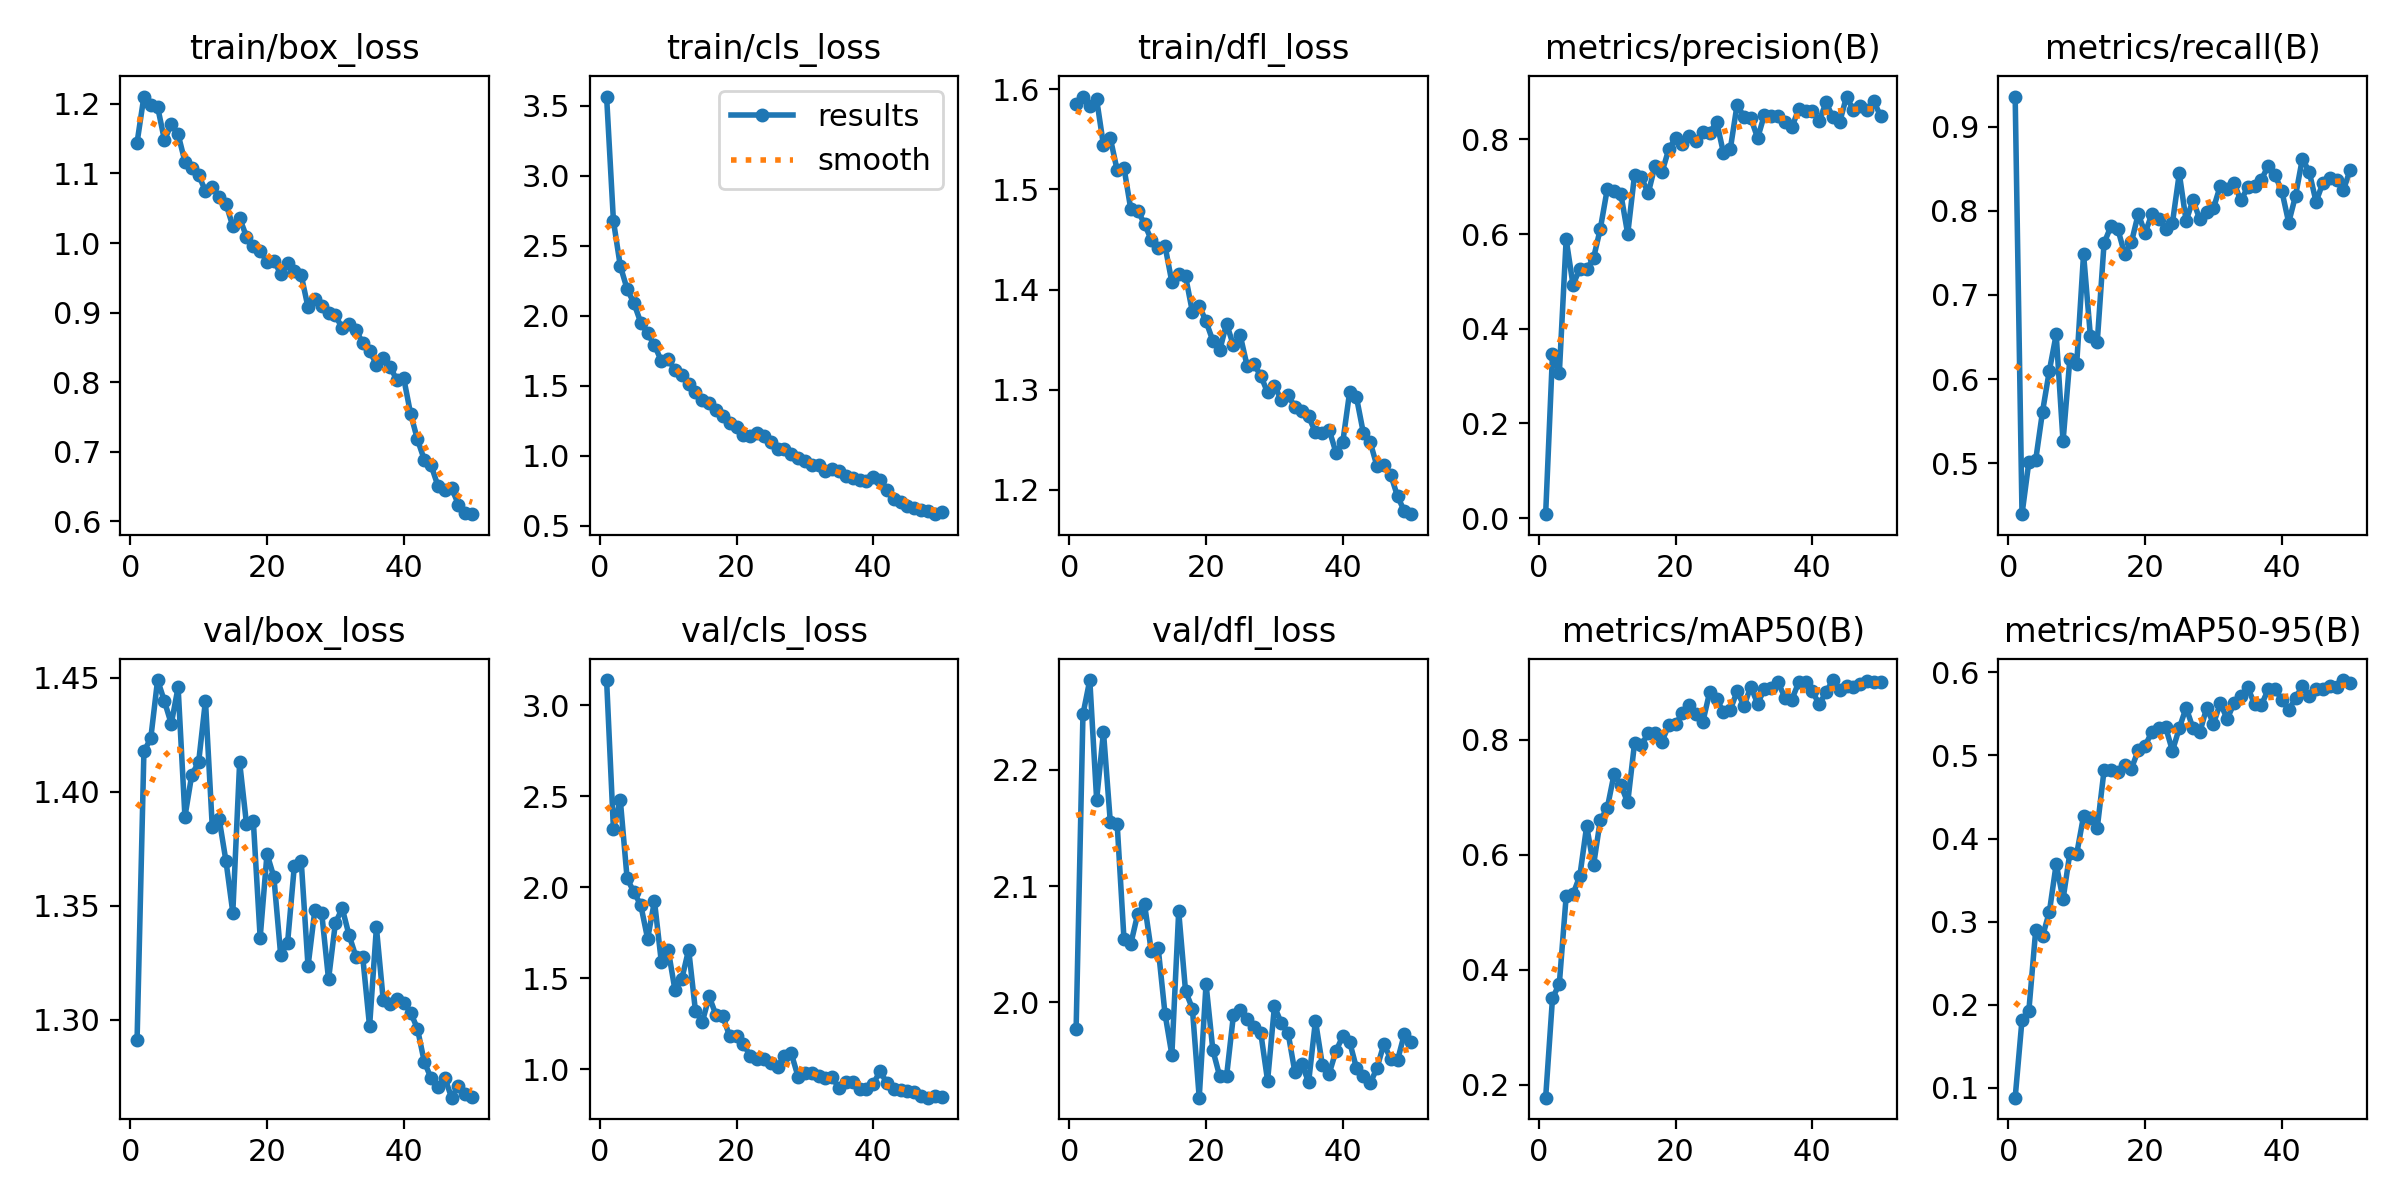 train/box_loss
train/cls_loss
train/dfl_loss
metrics/precision(B)
metrics/recall(B)
1.2
1.1
1.0
0.9
0.8
0.7
0.6
0 20 40
3.5
3.0
2.5
2.0
1.5
1.0
0.5
0 20 40
results
smooth
1.6
1.5
1.4
1.3
1.2
0 20 40
0.8
0.6
0.4
0.2
0.0
0 20 40
0.9
0.8
0.7
0.6
0.5
0 20 40
val/box_loss
val/cls_loss
val/dfl_loss
metrics/mAP50(B)
metrics/mAP50-95(B)
1.45
1.40
1.35
1.30
0 20 40
3.0
2.5
2.0
1.5
1.0
0 20 40
2.2
2.1
2.0
0 20 40
0.8
0.6
0.4
0.2
0 20 40
0.6
0.5
0.4
0.3
0.2
0.1
0 20 40